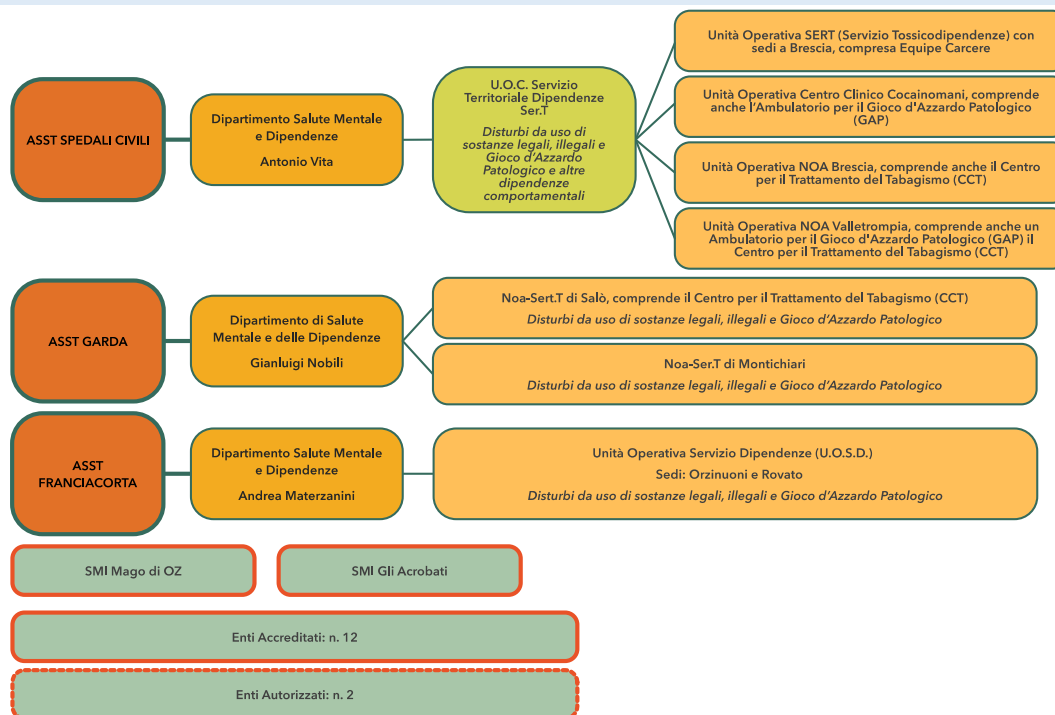 ASST SPEDALI CIVILI
Dipartimento Salute Mentale
e Dipendenze
Antonio Vita
U.O.C. Servizio
Territoriale Dipendenze
Ser.T
Disturbi da uso di
sostanze legali, illegali e
Gioco d'Azzardo
Patologico e altre
dipendenze
comportamentali
Unità Operativa SERT (Servizio Tossicodipendenze) con
sedi a Brescia, compresa Equipe Carcere
Unità Operativa Centro Clinico Cocainomani, comprende
anche l'Ambulatorio per il Gioco d'Azzardo Patologico
(GAP)
Unità Operativa NOA Brescia, comprende anche il Centro
per il Trattamento del Tabagismo (CCT)
Unità Operativa NOA Valletrompia, comprende anche un
Ambulatorio per il Gioco d'Azzardo Patologico (GAP) il
Centro per il Trattamento del Tabagismo (CCT)
ASST GARDA
Dipartimento di Salute
Mentale e delle Dipendenze
Gianluigi Nobili
Noa-Sert.T di Salò, comprende il Centro per il Trattamento del Tabagismo (CCT)
Disturbi da uso di sostanze legali, illegali e Gioco d'Azzardo Patologico
Noa-Ser.T di Montichiari
Disturbi da uso di sostanze legali, illegali e Gioco d'Azzardo Patologico
ASST
FRANCIACORTA
Dipartimento Salute Mentale
e Dipendenze
Andrea Materzanini
Unità Operativa Servizio Dipendenze (U.O.S.D.)
Sedi: Orzinuoni e Rovato
Disturbi da uso di sostanze legali, illegali e Gioco d'Azzardo Patologico
SMI Mago di OZ
SMI Gli Acrobati
Enti Accreditati: n. 12
Enti Autorizzati: n. 2